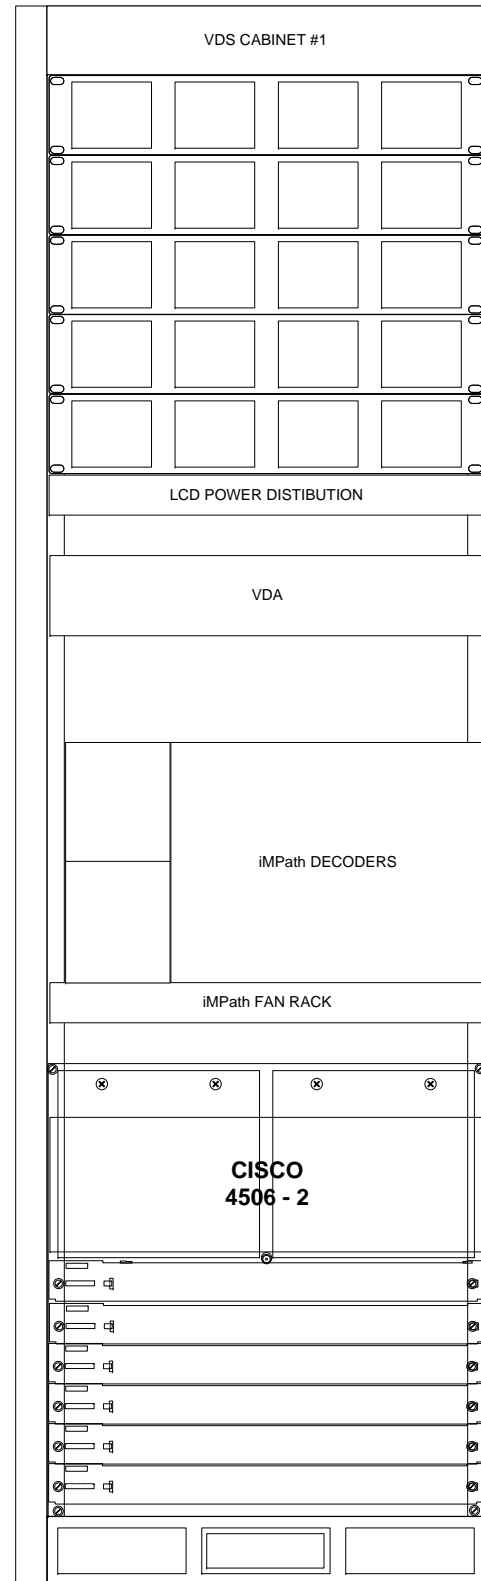 VDS CABINET #1
LCD POWER DISTIBUTION
VDA
iMPath DECODERS
iMPath FAN RACK
CISCO
4506 - 2